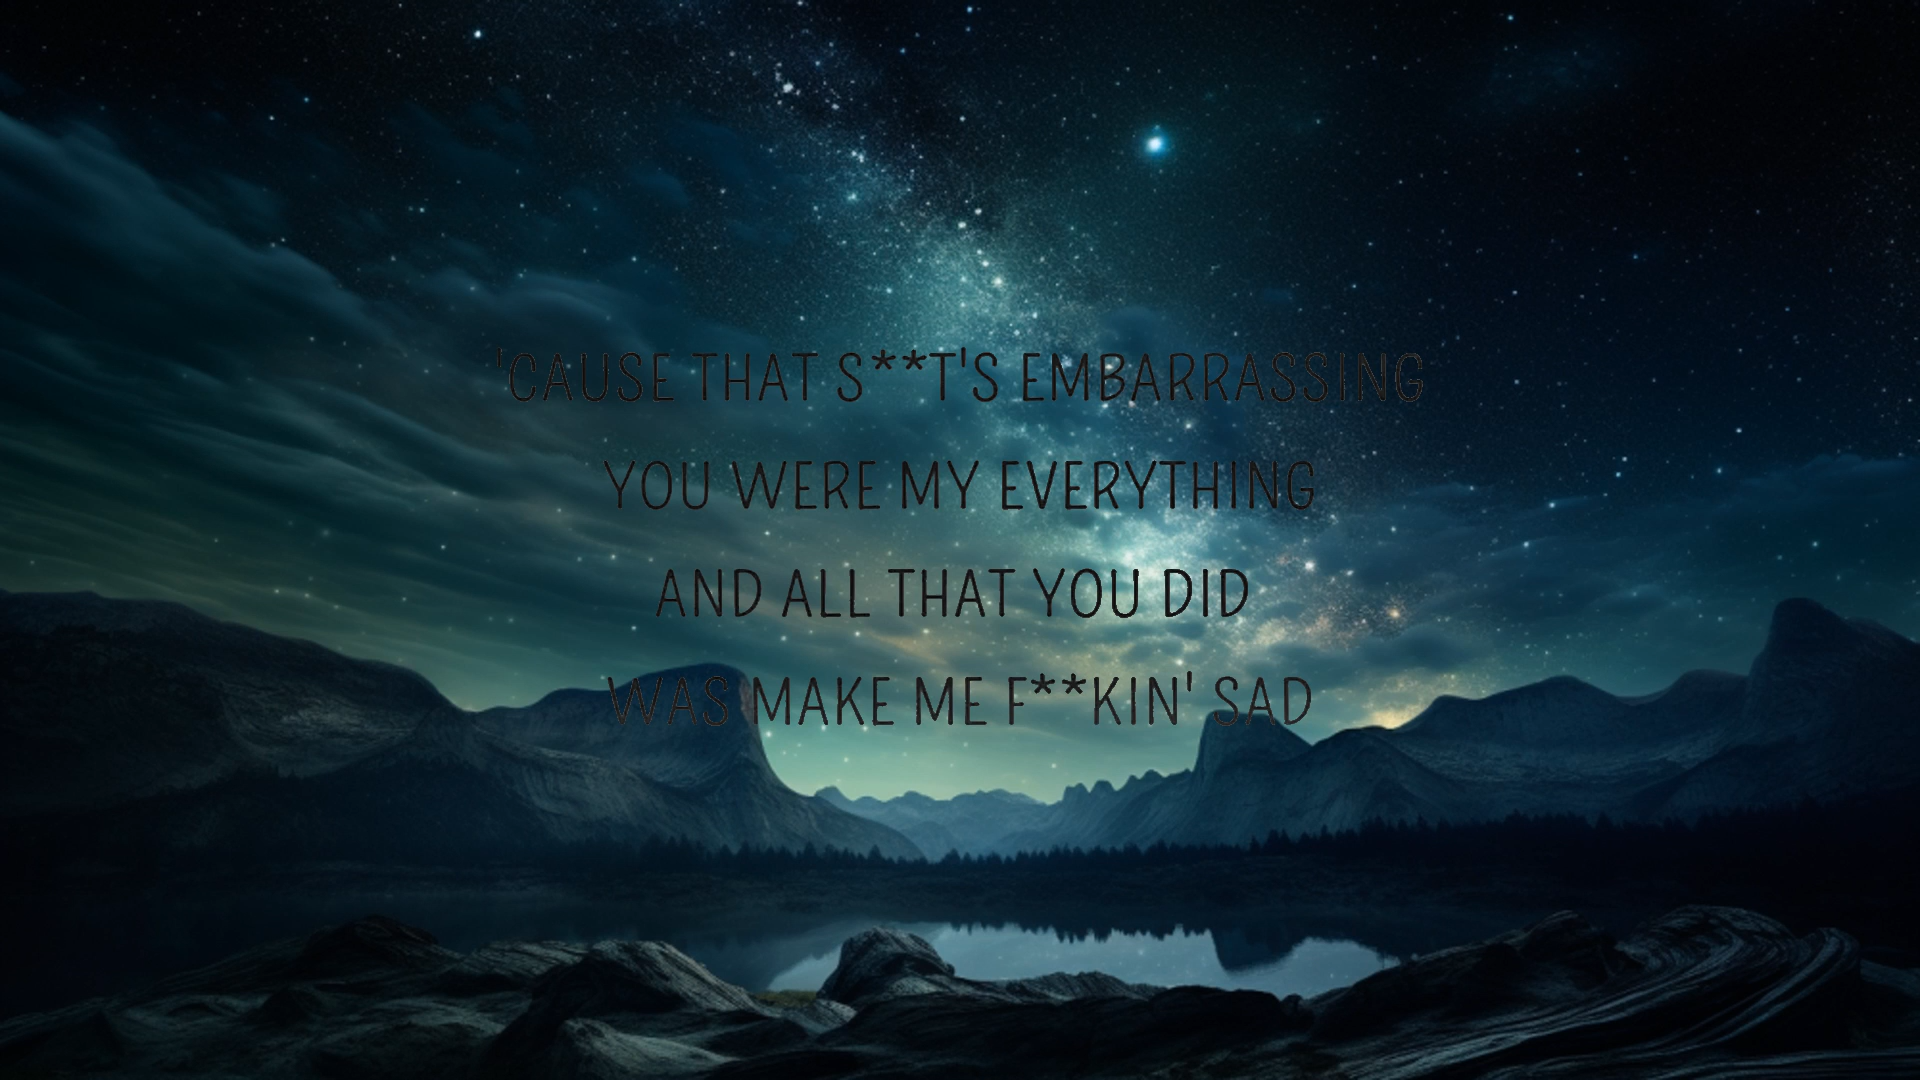 'CAUSE THAT S**T'S EMBARRASSING
YOU WERE MY EVERYTHING
AND ALL THAT YOU DID
WAS MAKE ME F**KIN' SAD